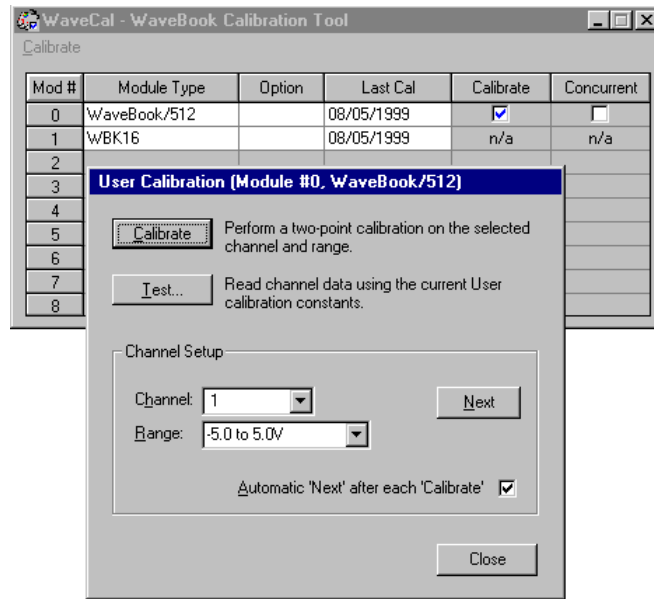 WaveCal - WaveBook Calibration Tool
Calibrate
Mod # Module Type Option Last Cal Calibrate Concurrent
0 WaveBook/512 08/05/1999
1 WBK16 08/05/1999 n/a n/a
2
3
4
5
6
7
8
User Calibration (Module #0, WaveBook/512)
Calibrate Perform a two-point calibration on the selected
channel and range.
Test... Read channel data using the current User
calibration constants.
Channel Setup
Channel: 1 Next
Range: -5.0 to 5.0V
Automatic 'Next' after each 'Calibrate'
Close